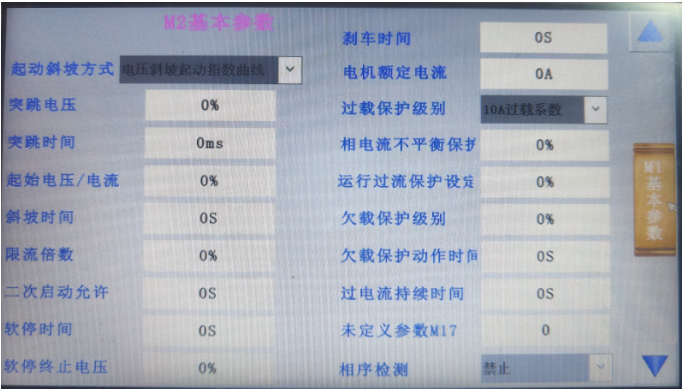 M2基本参数
起动斜坡方式 电压斜坡起动指数曲线
突跳电压 0%
突跳时间 0ms
起始电压/电流 0%
斜坡时间 0S
限流倍数 0%
二次启动允许 0S
软停时间 0S
软停终止电压 0%
刹车时间 0S
电机额定电流 0A
过载保护级别 10A过载系数
相电流不平衡保护 0%
运行过流保护设定 0%
欠载保护级别 0%
欠载保护动作时间 0S
过电流持续时间 0S
未定义参数M17 0
相序检测 禁止
M1基本参数